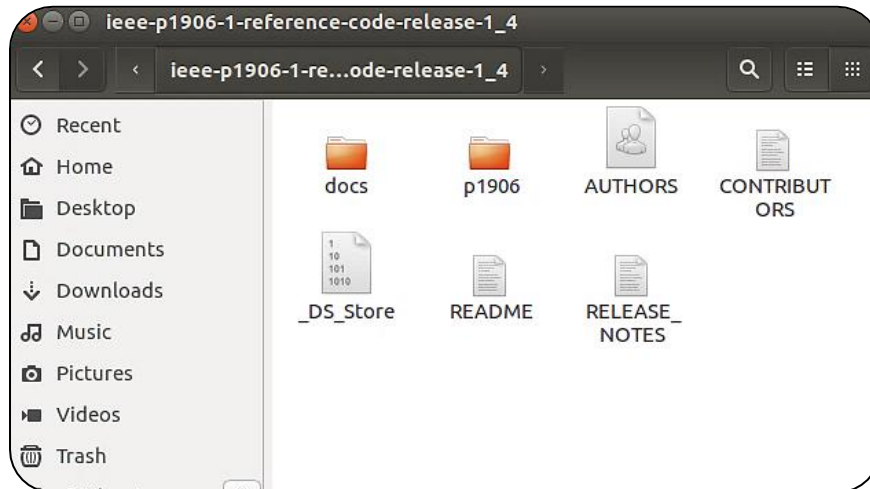 ieee-p1906-1-reference-code-release-1_4
ieee-p1906-1-re...ode-release-1_4
Recent
Home
Desktop
Documents
Downloads
Music
Pictures
Videos
Trash
docs
p1906
AUTHORS
CONTRIBUT
ORS
1
10
101
1010
_DS_Store
README
RELEASE_
NOTES